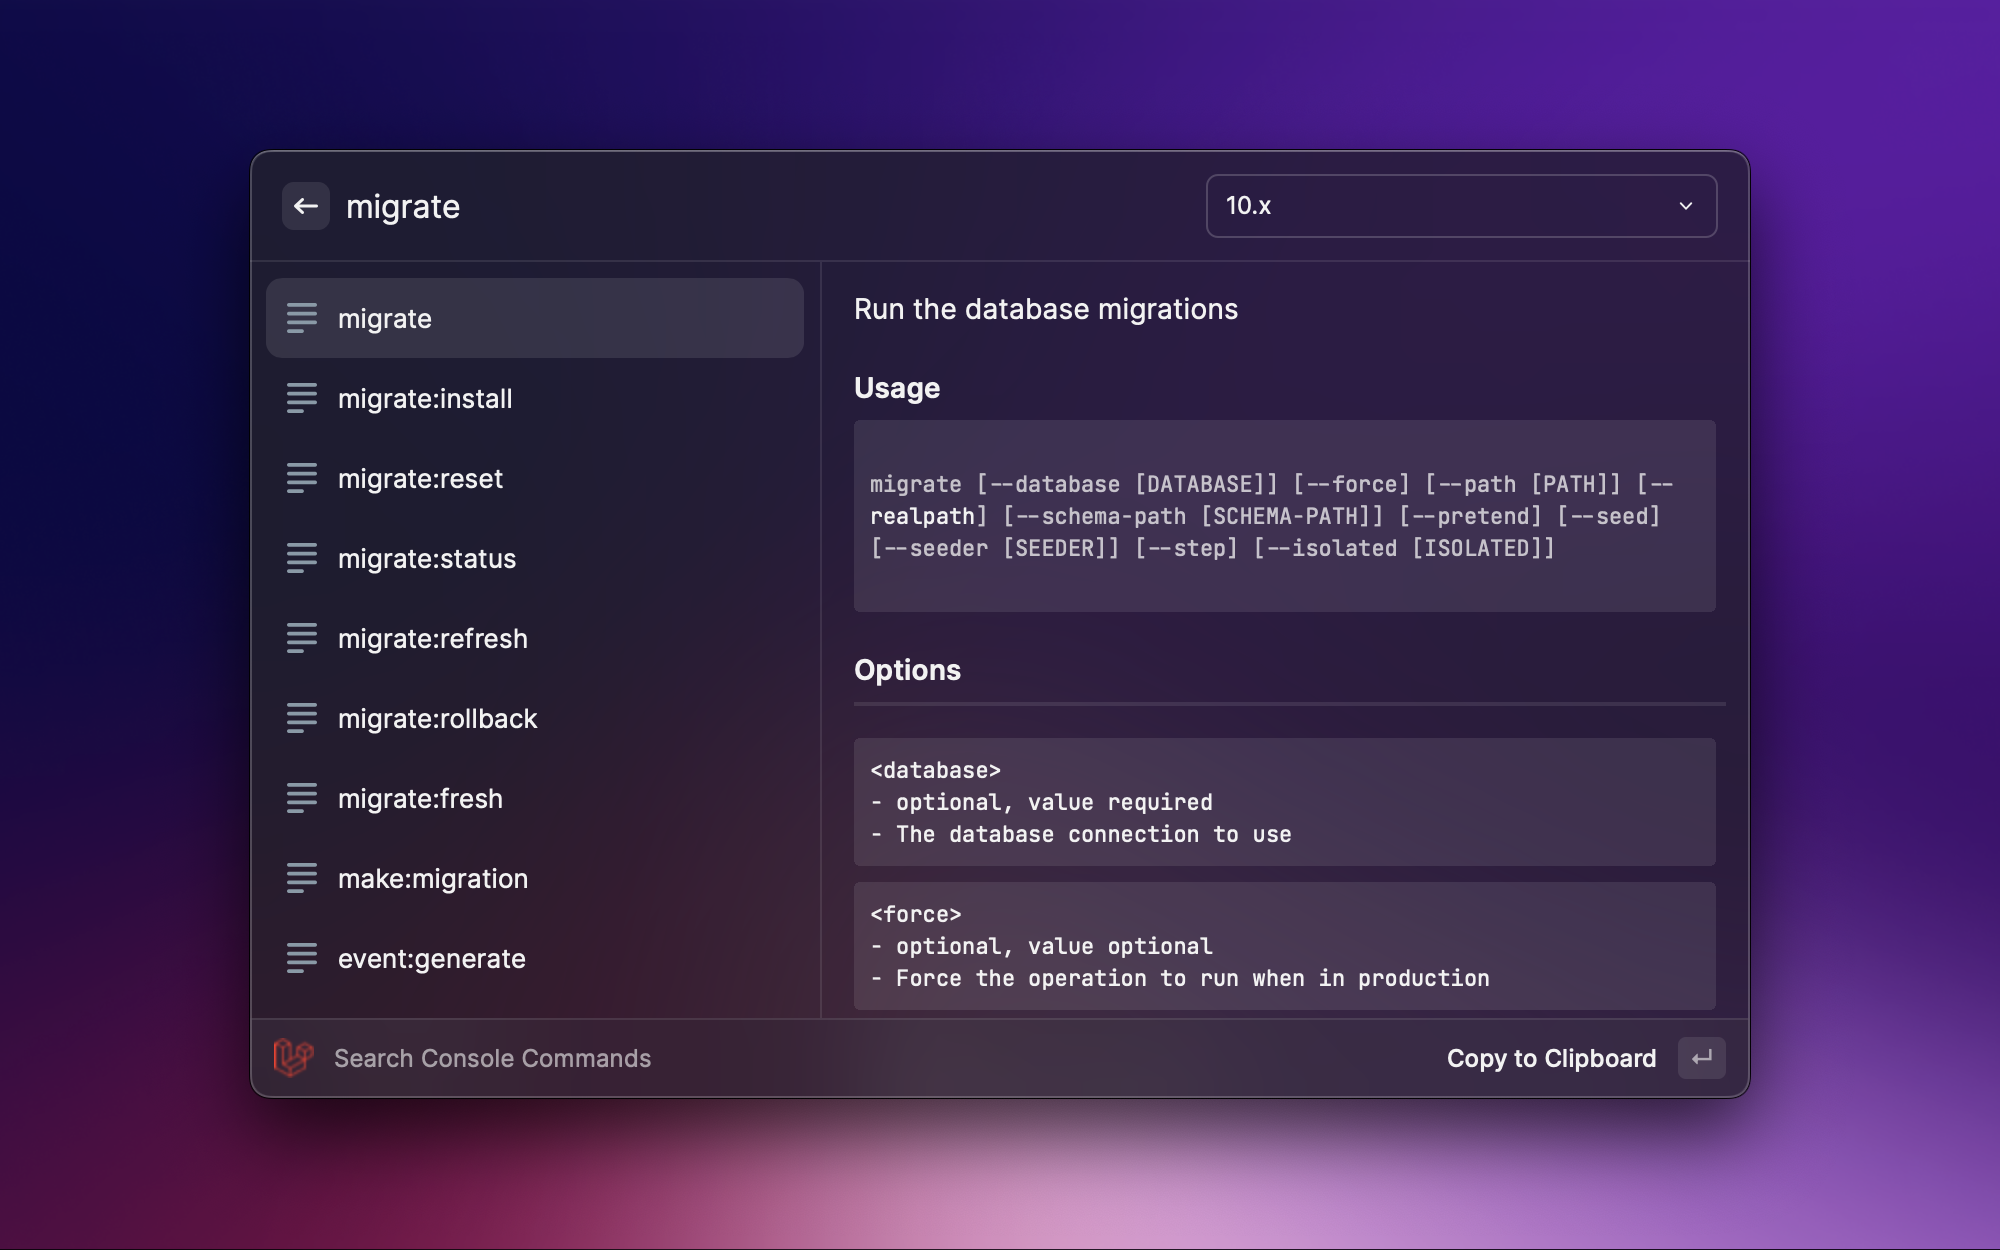 migrate
10.x
migrate
migrate:install
migrate:reset
migrate:status
migrate:refresh
migrate:rollback
migrate:fresh
make:migration
event:generate
Run the database migrations
Usage
migrate [--database [DATABASE]] [--force] [--path [PATH]] [--
realpath] [--schema-path [SCHEMA-PATH]] [--pretend] [--seed]
[--seeder [SEEDER]] [--step] [--isolated [ISOLATED]]
Options
<database>
- optional, value required
- The database connection to use
<force>
- optional, value optional
- Force the operation to run when in production
Search Console Commands
Copy to Clipboard